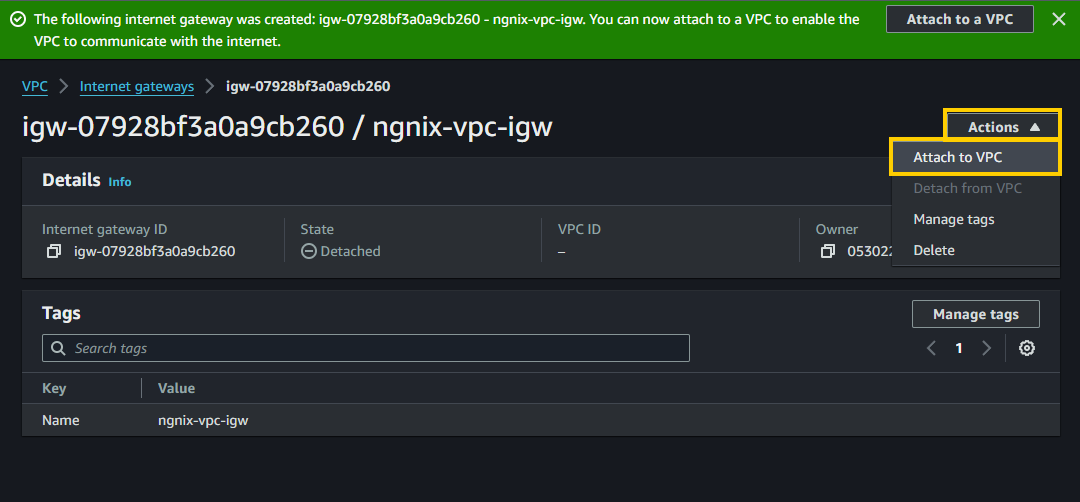 The following internet gateway was created: igw-07928bf3a0a9cb260 - ngnix-vpc-igw. You can now attach to a VPC to enable the
VPC to communicate with the internet.
Attach to a VPC
VPC
Internet gateways
igw-07928bf3a0a9cb260
igw-07928bf3a0a9cb260 / ngnix-vpc-igw
Actions
Attach to VPC
Detach from VPC
Manage tags
Delete
Details Info
Internet gateway ID
igw-07928bf3a0a9cb260
State
Detached
VPC ID
–
Owner
053022
Tags
Manage tags
Search tags
1
Key Value
Name ngnix-vpc-igw